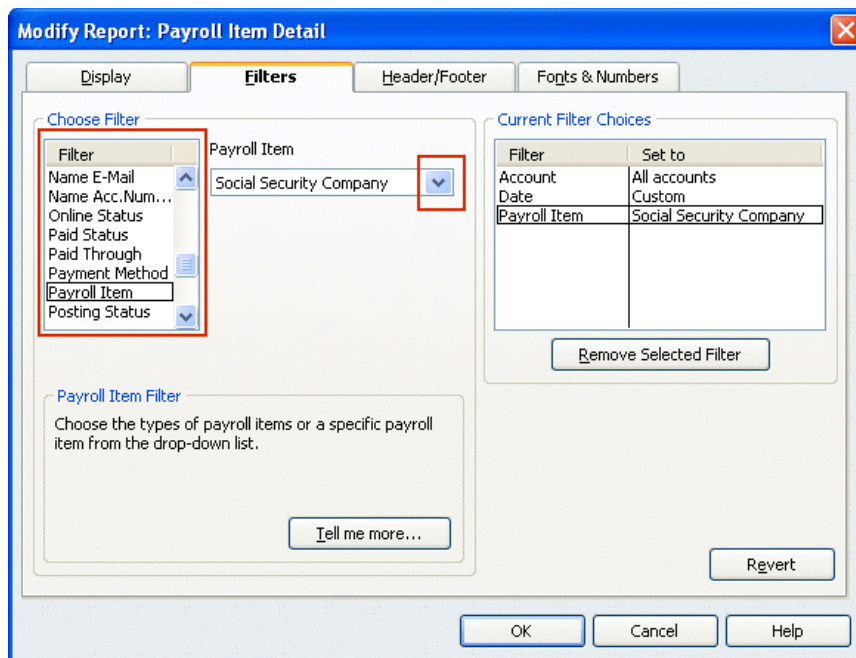 Modify Report: Payroll Item Detail
Display Filters Header/Footer Fonts & Numbers
Choose Filter
Filter
Name E-Mail
Name Acc.Num...
Online Status
Paid Status
Paid Through
Payment Method
Payroll Item
Posting Status
Payroll Item
Social Security Company
Payroll Item Filter
Choose the types of payroll items or a specific payroll
item from the drop-down list.
Tell me more...
Current Filter Choices
Filter Set to
Account All accounts
Date Custom
Payroll Item Social Security Company
Remove Selected Filter
Revert
OK Cancel Help